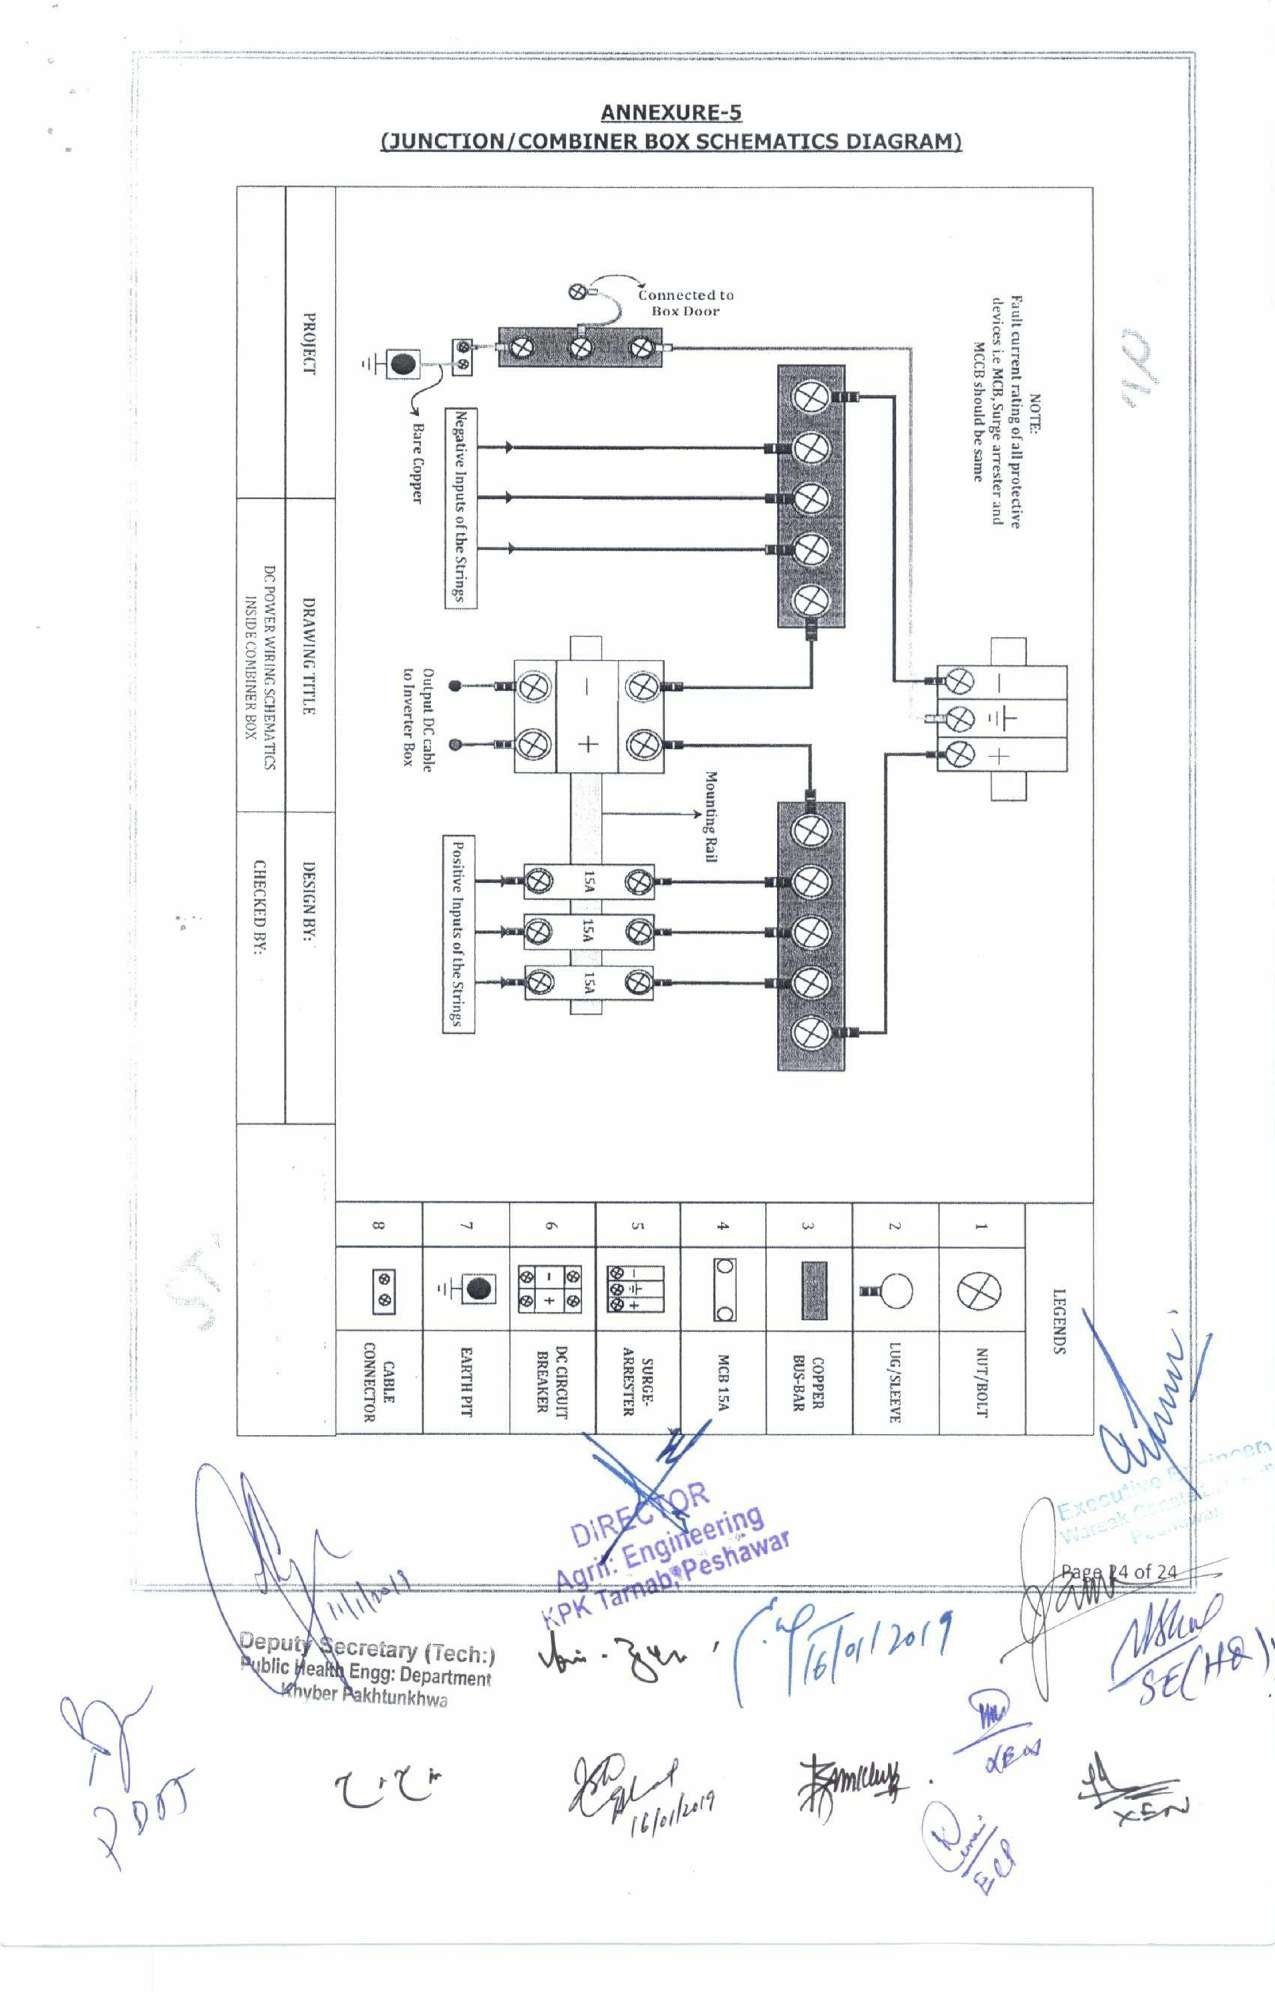 ANNEXURE-5
(JUNCTION/COMBINER BOX SCHEMATICS DIAGRAM)
NOTE:
Fault current rating of all protective
devices i.e MCB, Surge arrester and
MCCB should be same
Connected to
Box Door
Bare Copper
Negative Inputs of the Strings
Output DC cable
to Inverter Box
−
+
−
+
Mounting Rail
15A
15A
15A
Positive Inputs of the Strings
PROJECT
DRAWING TITLE
DC POWER WIRING SCHEMATICS
INSIDE COMBINER BOX
DESIGN BY:
CHECKED BY:
LEGENDS
1 NUT/BOLT
2 LUG/SLEEVE
3 COPPER
BUS-BAR
4 MCB 15A
5 − + SURGE-
ARRESTER
6 − + DC CIRCUIT
BREAKER
7 EARTH PIT
8 CABLE
CONNECTOR
Executive Engineer
Peshawar
DiRECTOR
Agri: Engineering
KPK Tarnab, Peshawar
Page 24 of 24
11/1/2019
Deputy Secretary (Tech:)
Public Health Engg: Department
Khyber Pakhtunkhwa
16/01/2019
SE(HQ)
16/01/2019
XEN